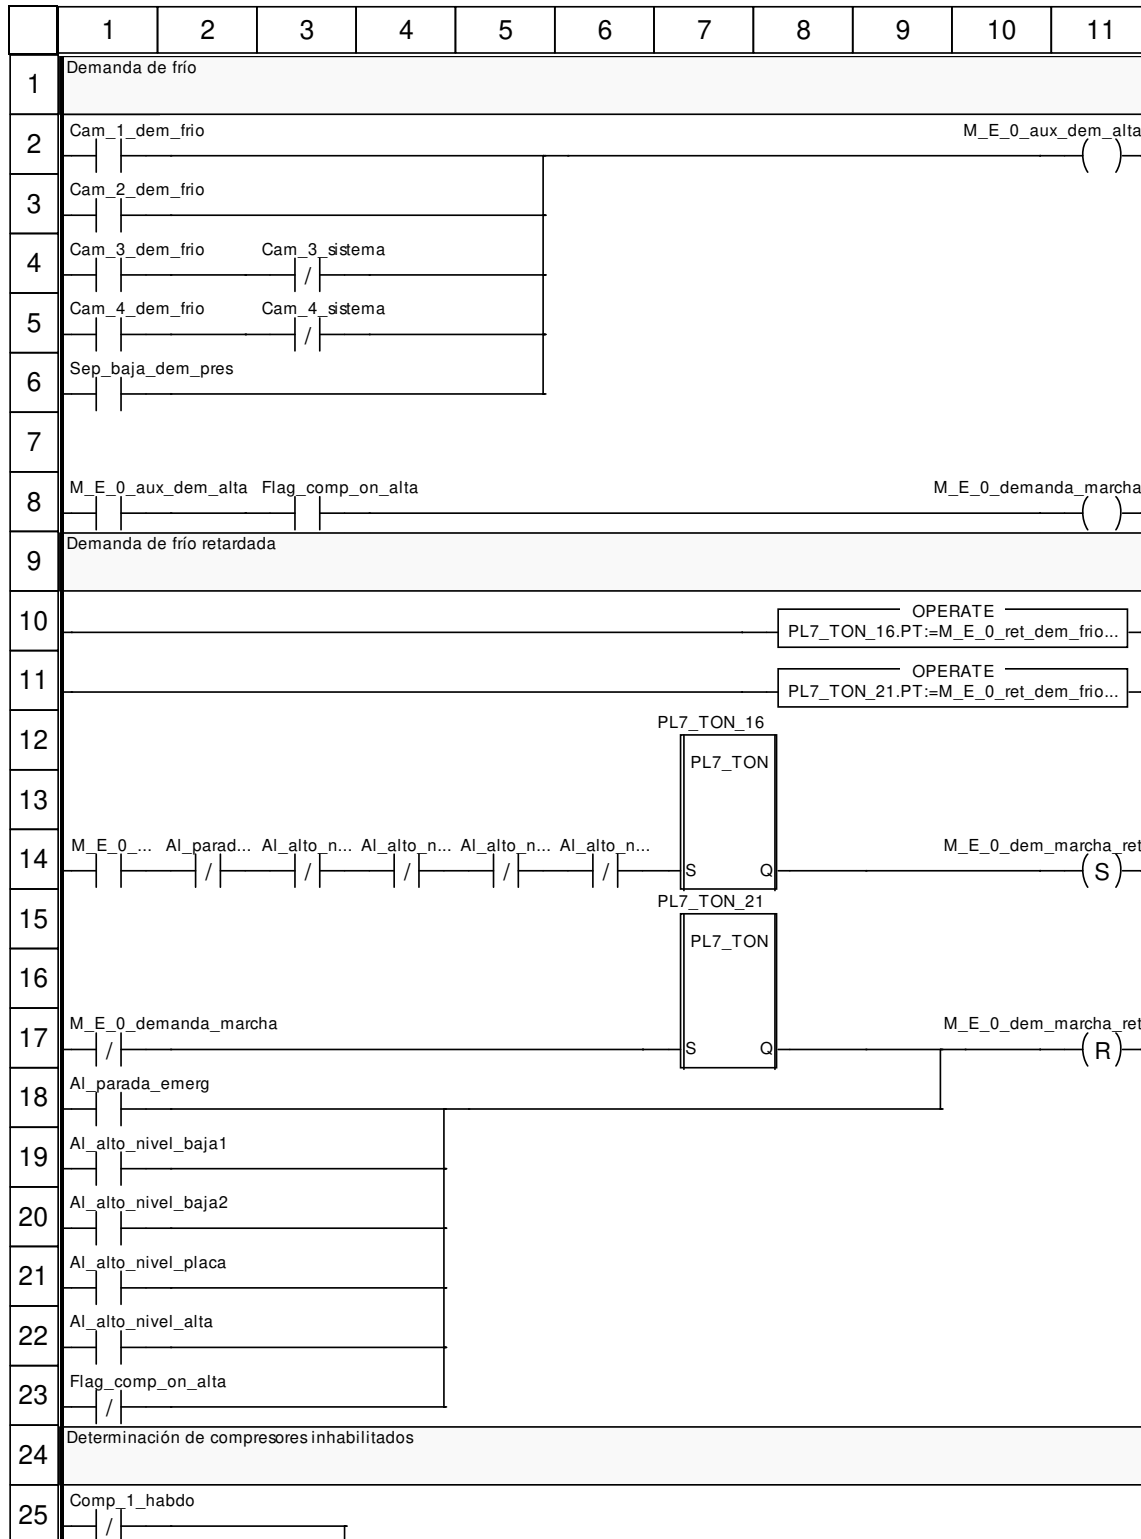 1 2 3 4 5 6 7 8 9 10 11
1 Demanda de frío
Cam_1_dem_frio M_E_0_aux_dem_alta
2 ( )
Cam_2_dem_frio
3
Cam_3_dem_frio Cam_3_sistema
4 /
Cam_4_dem_frio Cam_4_sistema
5 /
Sep_baja_dem_pres
6
7
M_E_0_aux_dem_alta Flag_comp_on_alta M_E_0_demanda_marcha
8 ( )
9 Demanda de frío retardada
OPERATE
10 PL7_TON_16.PT:=M_E_0_ret_dem_frio...
OPERATE
11 PL7_TON_21.PT:=M_E_0_ret_dem_frio...
12 PL7_TON_16
PL7_TON
13
M_E_0_... Al_parad... Al_alto_n... Al_alto_n... Al_alto_n... Al_alto_n... M_E_0_dem_marcha_ret
14 / / / / / S Q (S)
15 PL7_TON_21
PL7_TON
16
M_E_0_demanda_marcha M_E_0_dem_marcha_ret
17 / S Q (R)
Al_parada_emerg
18
Al_alto_nivel_baja1
19
Al_alto_nivel_baja2
20
Al_alto_nivel_placa
21
Al_alto_nivel_alta
22
Flag_comp_on_alta
23 /
24 Determinación de compresores inhabilitados
Comp_1_habdo
25 /